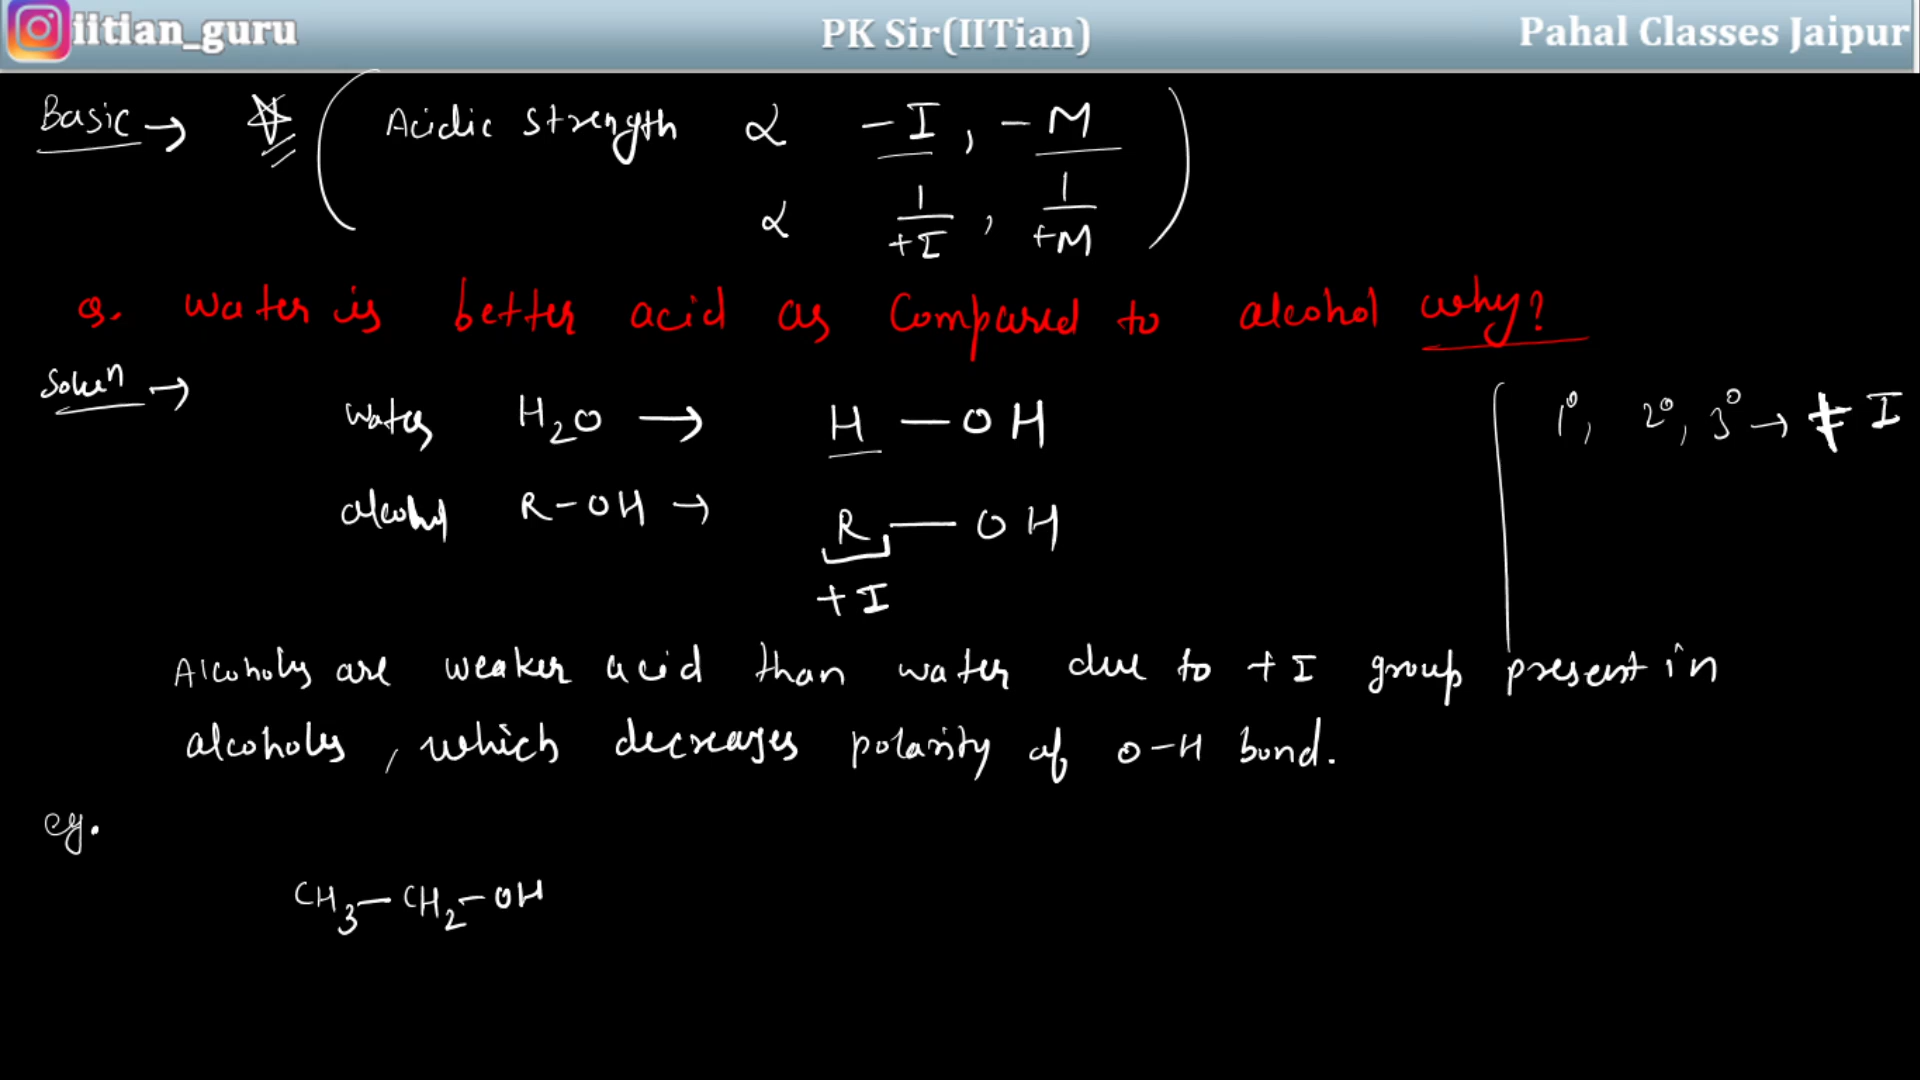 iitian_guru PK Sir(IITian) Pahal Classes Jaipur
Basic → ( Acidic strength α -I, -M
α 1/+I, 1/+M )
Q. Water is better acid as compared to alcohol why?
Solun →
water H2O → H-OH
1°, 2°, 3° → +I
alcohol R-OH → R-OH
+I
Alcohols are weaker acid than water due to +I group present in
alcohols, which decreases polarity of O-H bond.
eg.
CH3-CH2-OH